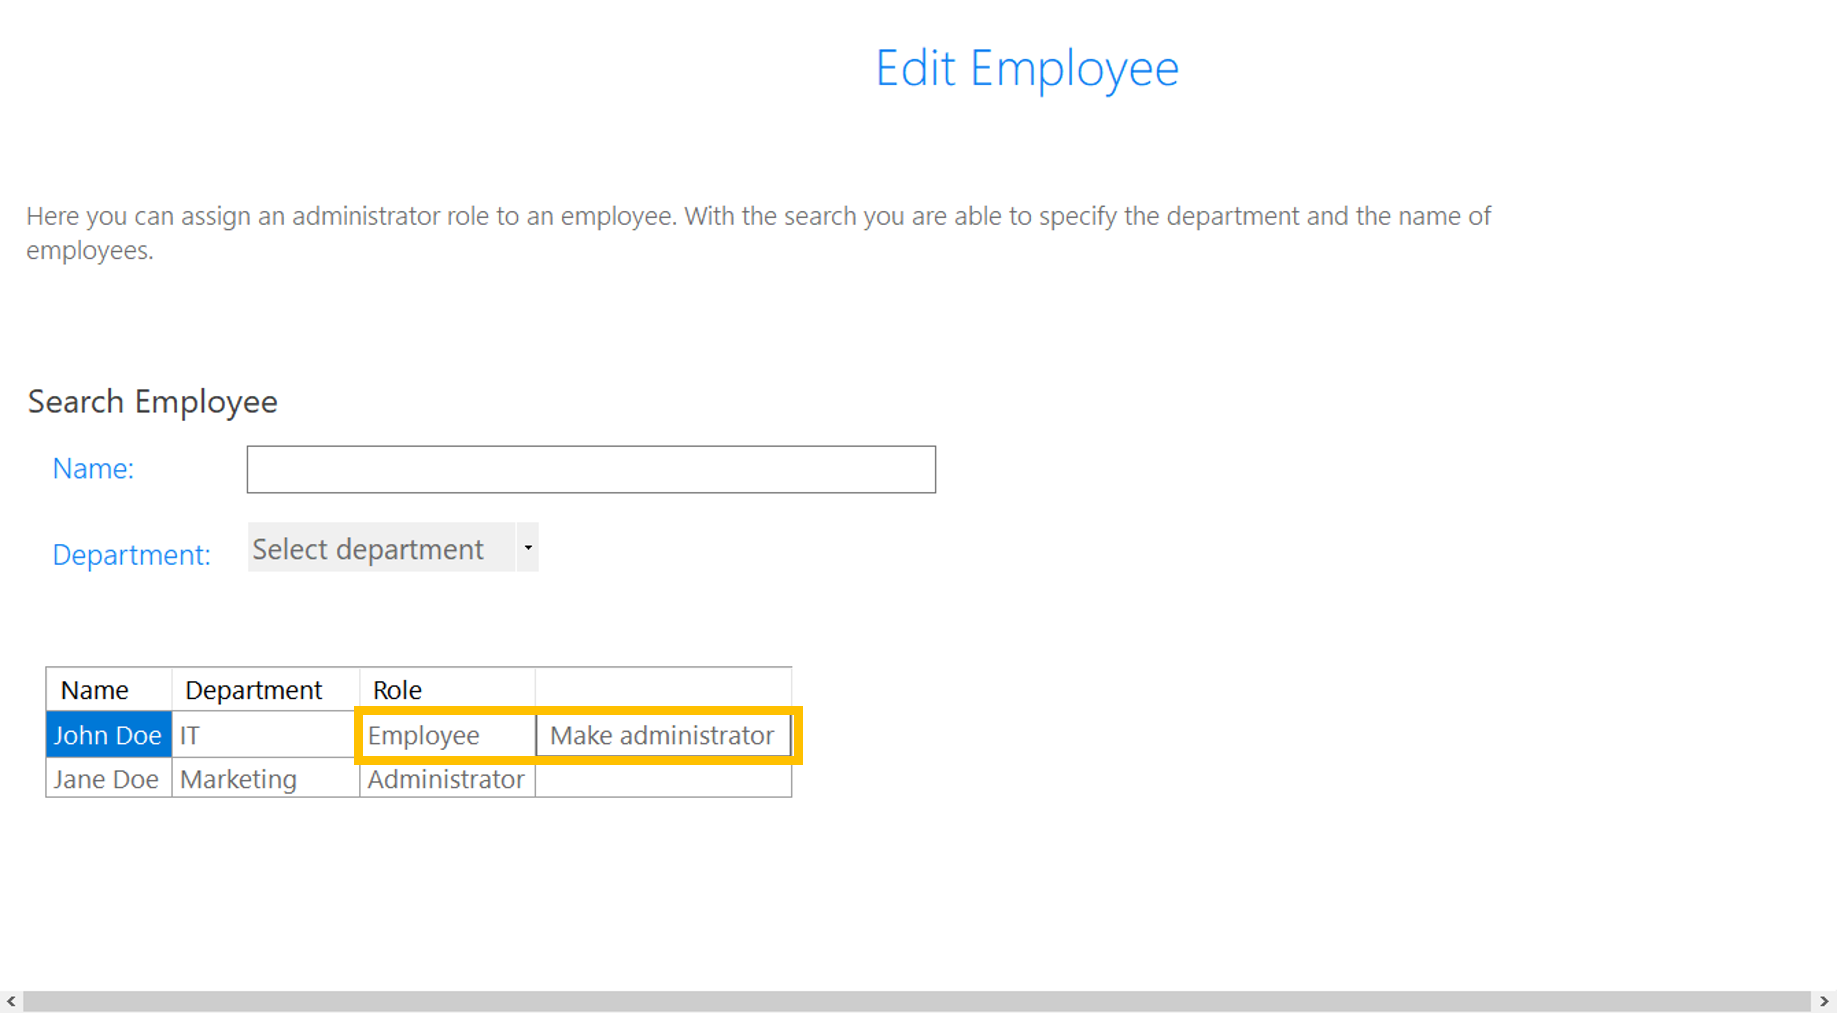 Edit Employee
Here you can assign an administrator role to an employee. With the search you are able to specify the department and the name of
employees.
Search Employee
Name:
Department: Select department
Name Department Role
John Doe IT Employee Make administrator
Jane Doe Marketing Administrator